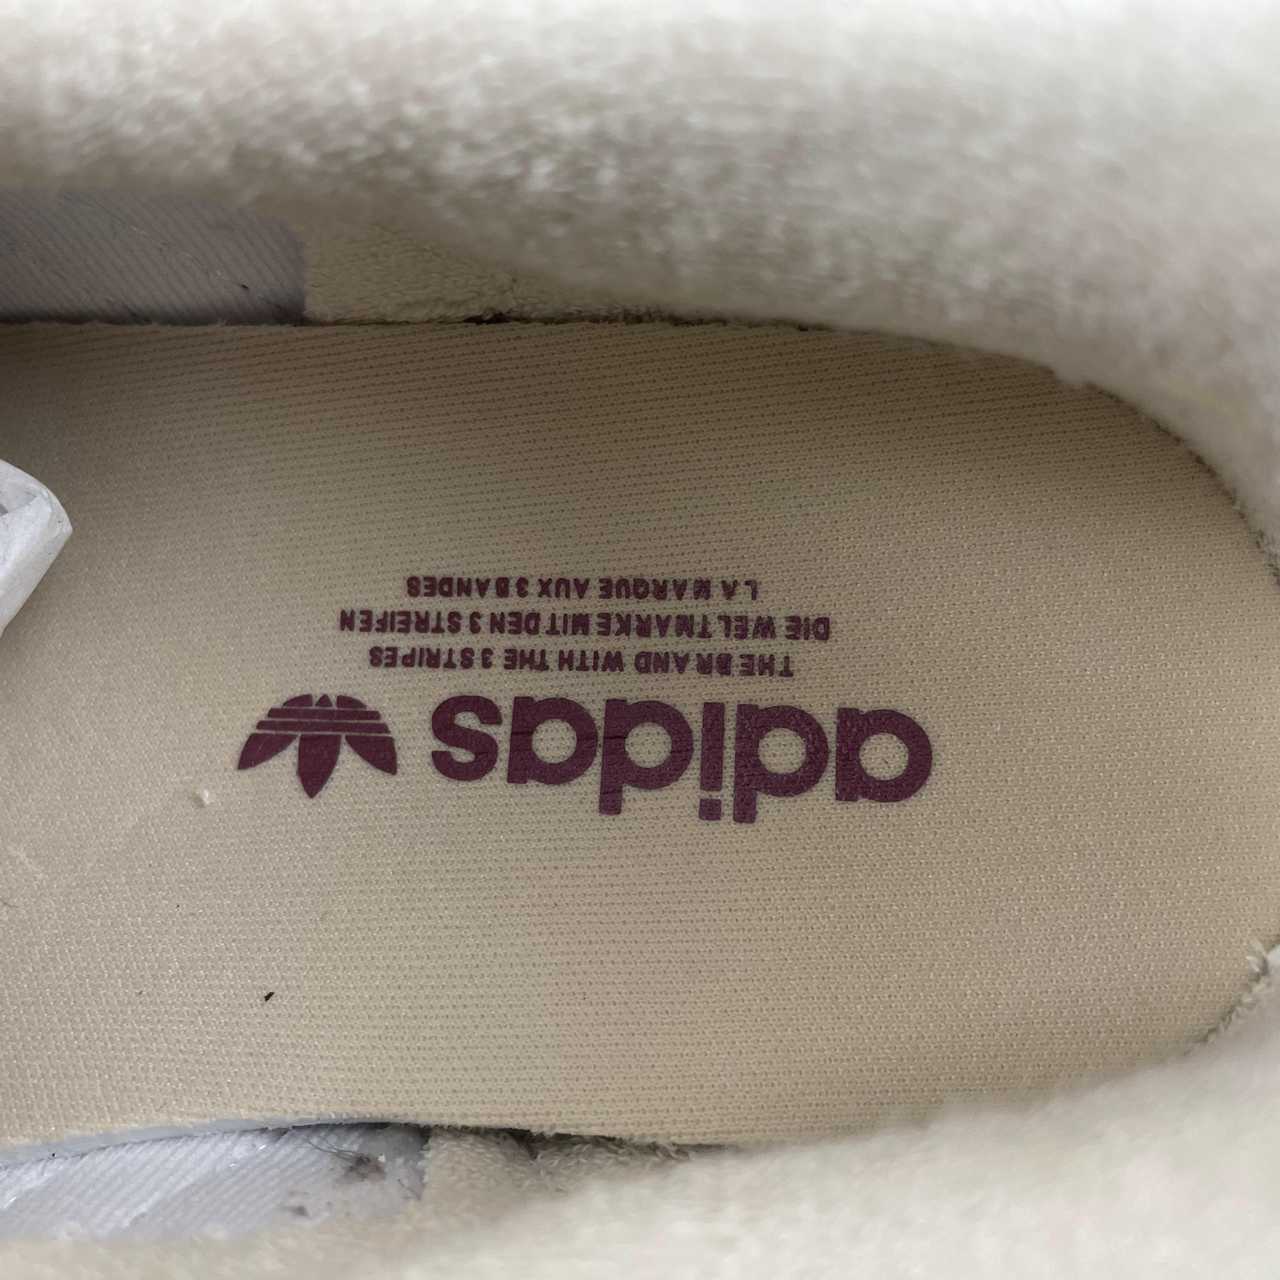 adidas
THE BRAND WITH THE 3 STRIPES
DIE WELTMARKE MIT DEN 3 STREIFEN
LA MARQUE AUX 3 BANDES